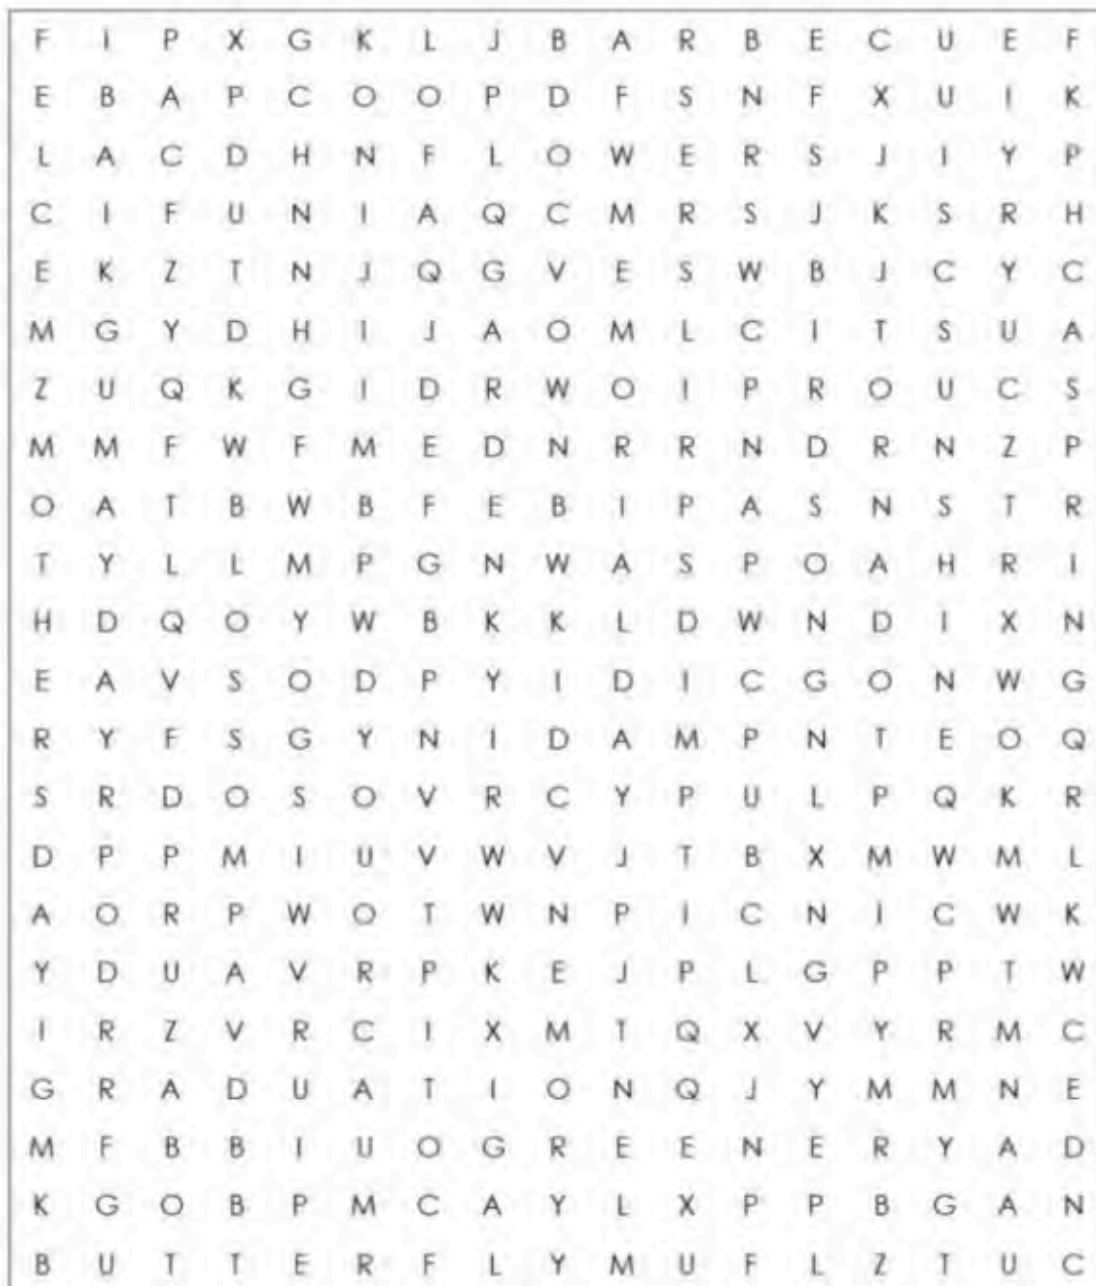 F I P X G K L J B A R B E C U E F
E B A P C O O P D F S N F X U I K
L A C D H N F L O W E R S J I Y P
C I F U N I A Q C M R S J K S R H
E K Z T N J Q G V E S W B J C Y C
M G Y D H I J A O M L C I T S U A
Z U Q K G I D R W O I P R O U C S
M M F W F M E D N R R N D R N Z P
O A T B W B F E B I P A S N S T R
T Y L L M P G N W A S P O A H R I
H D Q O Y W B K K L D W N D I X N
E A V S O D P Y I D I C G O N W G
R Y F S G Y N I D A M P N T E O Q
S R D O S O V R C Y P U L P Q K R
D P P M I U V W V J T B X M W M L
A O R P W O T W N P I C N I C W K
Y D U A V R P K E J P L G P P T W
I R Z V R C I X M T Q X V Y R M C
G R A D U A T I O N Q J Y M M N E
M F B B I U O G R E E N E R Y A D
K G O B P M C A Y L X P P B G A N
B U T T E R F L Y M U F L Z T U C